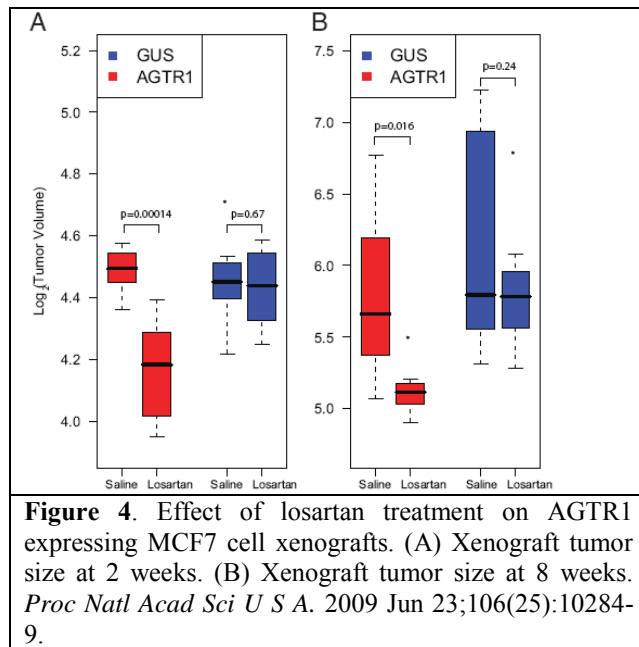 A
GUS
AGTR1
Log2(Tumor Volume)
5.2
5.0
4.8
4.6
4.4
4.2
4.0
p=0.00014
p=0.67
Saline Losartan Saline Losartan
B
GUS
AGTR1
7.5
7.0
6.5
6.0
5.5
5.0
p=0.016
p=0.24
Saline Losartan Saline Losartan
Figure 4. Effect of losartan treatment on AGTR1
expressing MCF7 cell xenografts. (A) Xenograft tumor
size at 2 weeks. (B) Xenograft tumor size at 8 weeks.
Proc Natl Acad Sci U S A. 2009 Jun 23;106(25):10284-
9.